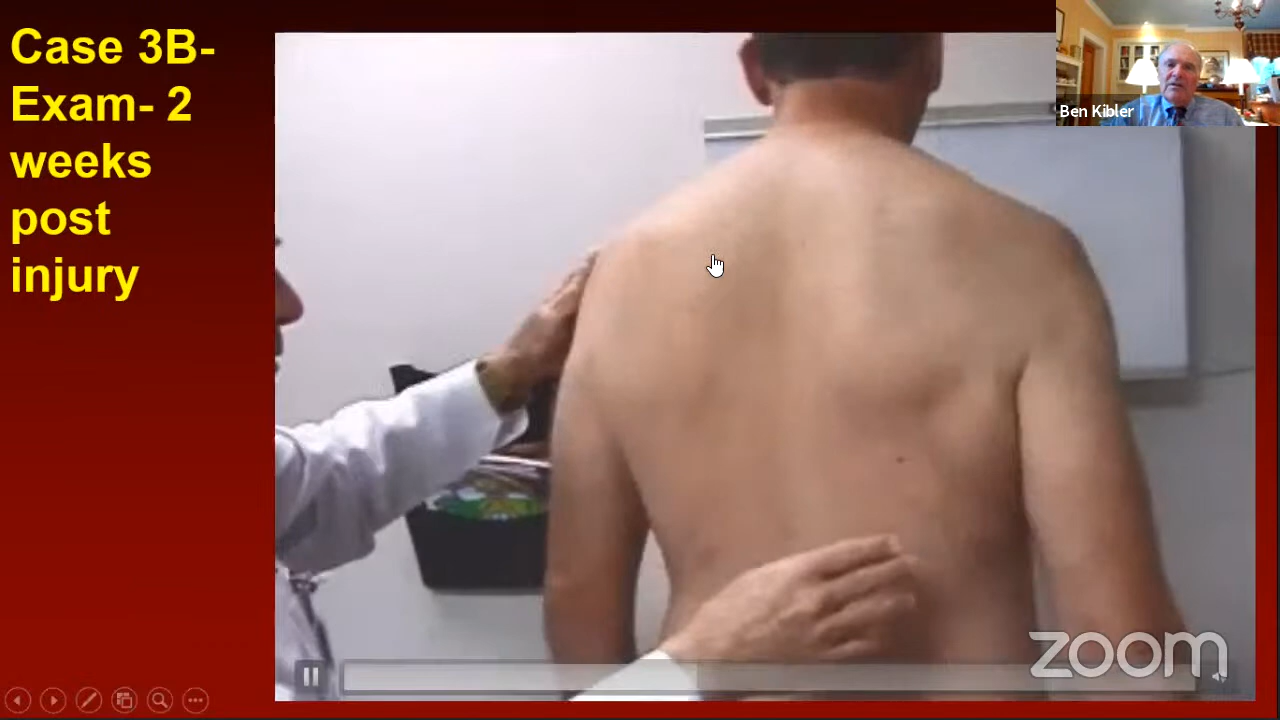 Case 3B-
Exam- 2
weeks
post
injury
Ben Kibler
zoom